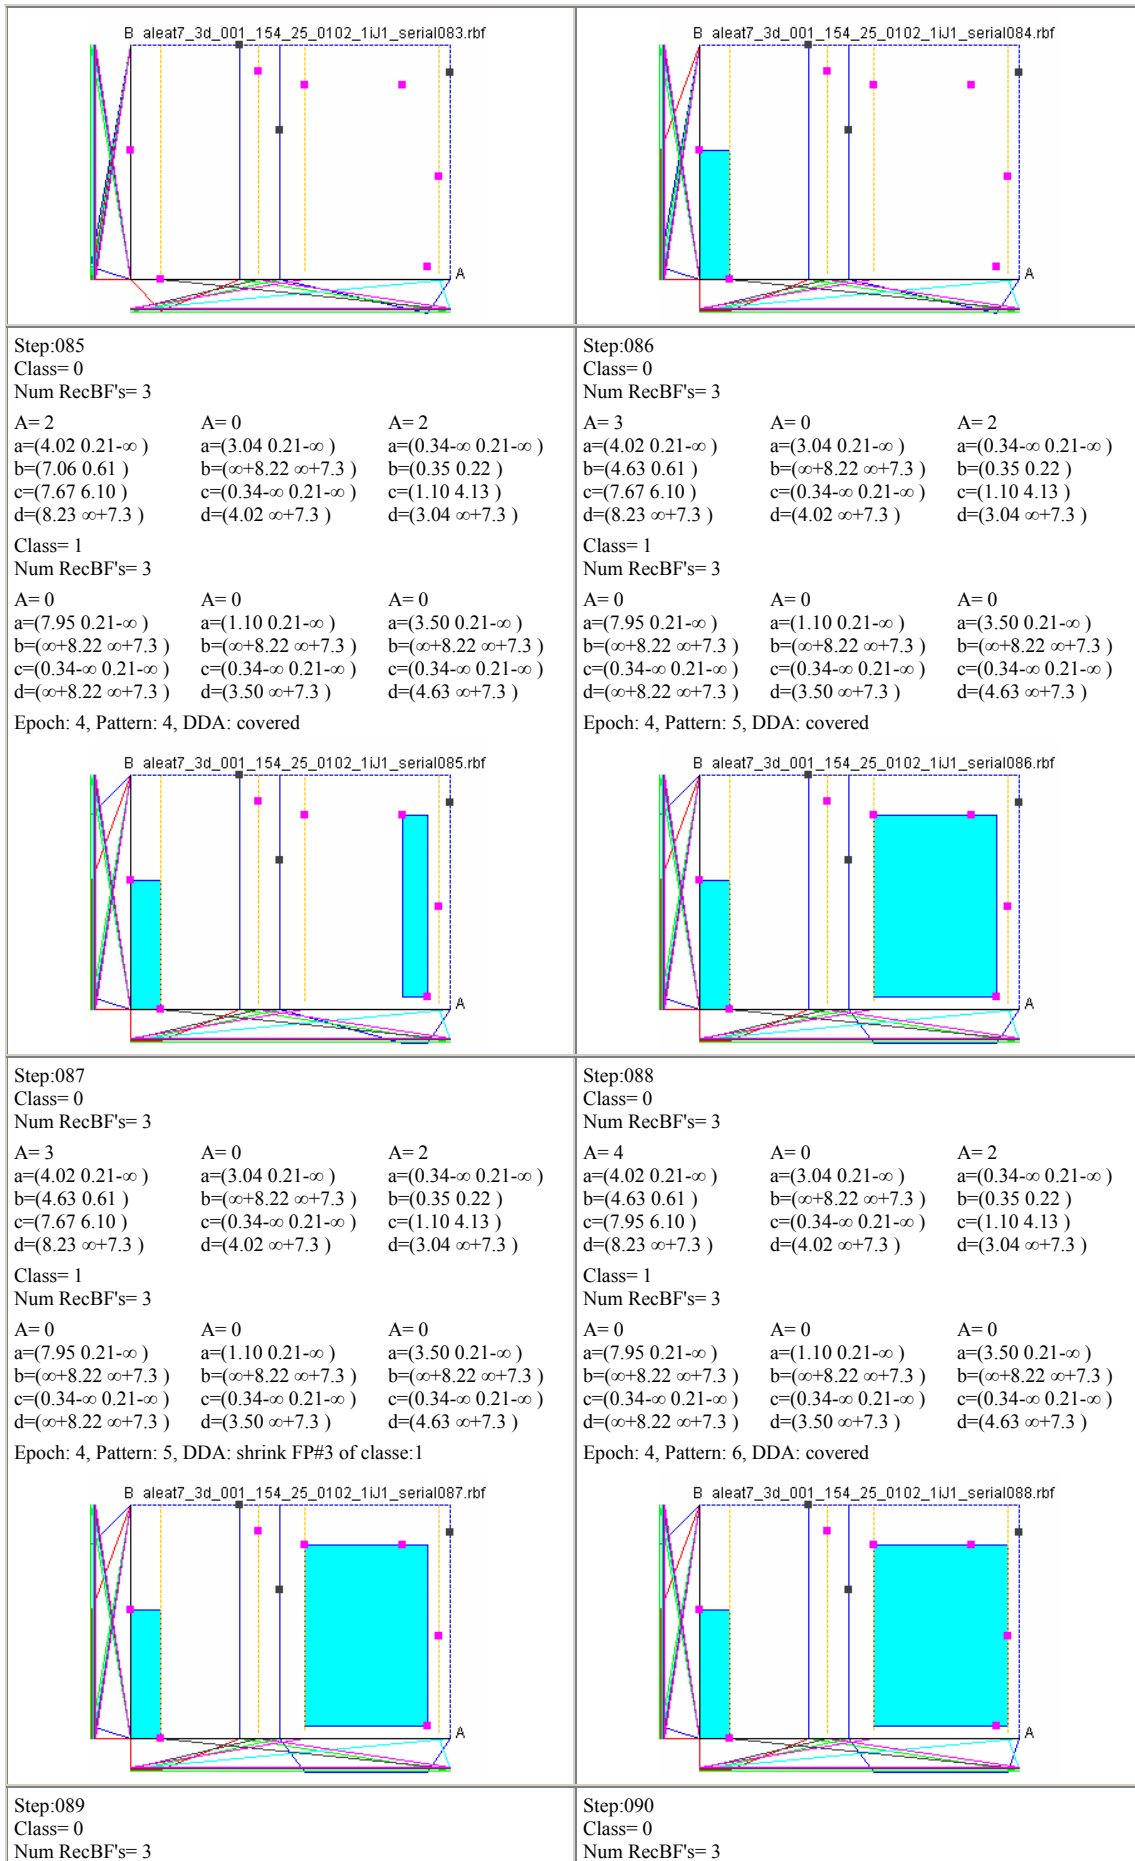 B aleat7_3d_001_154_25_0102_1iJ1_serial083.rbf
A
B aleat7_3d_001_154_25_0102_1iJ1_serial084.rbf
A
Step:085
Class= 0
Num RecBF's= 3
A= 2 A= 0 A= 2
a=(4.02 0.21-∞ ) a=(3.04 0.21-∞ ) a=(0.34-∞ 0.21-∞ )
b=(7.06 0.61 ) b=(∞+8.22 ∞+7.3 ) b=(0.35 0.22 )
c=(7.67 6.10 ) c=(0.34-∞ 0.21-∞ ) c=(1.10 4.13 )
d=(8.23 ∞+7.3 ) d=(4.02 ∞+7.3 ) d=(3.04 ∞+7.3 )
Class= 1
Num RecBF's= 3
A= 0 A= 0 A= 0
a=(7.95 0.21-∞ ) a=(1.10 0.21-∞ ) a=(3.50 0.21-∞ )
b=(∞+8.22 ∞+7.3 ) b=(∞+8.22 ∞+7.3 ) b=(∞+8.22 ∞+7.3 )
c=(0.34-∞ 0.21-∞ ) c=(0.34-∞ 0.21-∞ ) c=(0.34-∞ 0.21-∞ )
d=(∞+8.22 ∞+7.3 ) d=(3.50 ∞+7.3 ) d=(4.63 ∞+7.3 )
Epoch: 4, Pattern: 4, DDA: covered
B aleat7_3d_001_154_25_0102_1iJ1_serial085.rbf
A
Step:086
Class= 0
Num RecBF's= 3
A= 3 A= 0 A= 2
a=(4.02 0.21-∞ ) a=(3.04 0.21-∞ ) a=(0.34-∞ 0.21-∞ )
b=(4.63 0.61 ) b=(∞+8.22 ∞+7.3 ) b=(0.35 0.22 )
c=(7.67 6.10 ) c=(0.34-∞ 0.21-∞ ) c=(1.10 4.13 )
d=(8.23 ∞+7.3 ) d=(4.02 ∞+7.3 ) d=(3.04 ∞+7.3 )
Class= 1
Num RecBF's= 3
A= 0 A= 0 A= 0
a=(7.95 0.21-∞ ) a=(1.10 0.21-∞ ) a=(3.50 0.21-∞ )
b=(∞+8.22 ∞+7.3 ) b=(∞+8.22 ∞+7.3 ) b=(∞+8.22 ∞+7.3 )
c=(0.34-∞ 0.21-∞ ) c=(0.34-∞ 0.21-∞ ) c=(0.34-∞ 0.21-∞ )
d=(∞+8.22 ∞+7.3 ) d=(3.50 ∞+7.3 ) d=(4.63 ∞+7.3 )
Epoch: 4, Pattern: 5, DDA: covered
B aleat7_3d_001_154_25_0102_1iJ1_serial086.rbf
A
Step:087
Class= 0
Num RecBF's= 3
A= 3 A= 0 A= 2
a=(4.02 0.21-∞ ) a=(3.04 0.21-∞ ) a=(0.34-∞ 0.21-∞ )
b=(4.63 0.61 ) b=(∞+8.22 ∞+7.3 ) b=(0.35 0.22 )
c=(7.67 6.10 ) c=(0.34-∞ 0.21-∞ ) c=(1.10 4.13 )
d=(8.23 ∞+7.3 ) d=(4.02 ∞+7.3 ) d=(3.04 ∞+7.3 )
Class= 1
Num RecBF's= 3
A= 0 A= 0 A= 0
a=(7.95 0.21-∞ ) a=(1.10 0.21-∞ ) a=(3.50 0.21-∞ )
b=(∞+8.22 ∞+7.3 ) b=(∞+8.22 ∞+7.3 ) b=(∞+8.22 ∞+7.3 )
c=(0.34-∞ 0.21-∞ ) c=(0.34-∞ 0.21-∞ ) c=(0.34-∞ 0.21-∞ )
d=(∞+8.22 ∞+7.3 ) d=(3.50 ∞+7.3 ) d=(4.63 ∞+7.3 )
Epoch: 4, Pattern: 5, DDA: shrink FP#3 of classe:1
B aleat7_3d_001_154_25_0102_1iJ1_serial087.rbf
A
Step:088
Class= 0
Num RecBF's= 3
A= 4 A= 0 A= 2
a=(4.02 0.21-∞ ) a=(3.04 0.21-∞ ) a=(0.34-∞ 0.21-∞ )
b=(4.63 0.61 ) b=(∞+8.22 ∞+7.3 ) b=(0.35 0.22 )
c=(7.95 6.10 ) c=(0.34-∞ 0.21-∞ ) c=(1.10 4.13 )
d=(8.23 ∞+7.3 ) d=(4.02 ∞+7.3 ) d=(3.04 ∞+7.3 )
Class= 1
Num RecBF's= 3
A= 0 A= 0 A= 0
a=(7.95 0.21-∞ ) a=(1.10 0.21-∞ ) a=(3.50 0.21-∞ )
b=(∞+8.22 ∞+7.3 ) b=(∞+8.22 ∞+7.3 ) b=(∞+8.22 ∞+7.3 )
c=(0.34-∞ 0.21-∞ ) c=(0.34-∞ 0.21-∞ ) c=(0.34-∞ 0.21-∞ )
d=(∞+8.22 ∞+7.3 ) d=(3.50 ∞+7.3 ) d=(4.63 ∞+7.3 )
Epoch: 4, Pattern: 6, DDA: covered
B aleat7_3d_001_154_25_0102_1iJ1_serial088.rbf
A
Step:089
Class= 0
Num RecBF's= 3
Step:090
Class= 0
Num RecBF's= 3